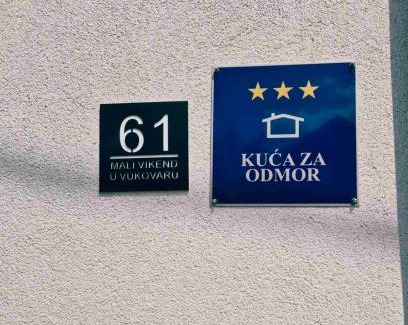 61
MALI VIKEND
U VUKOVARU
KUĆA ZA
ODMOR